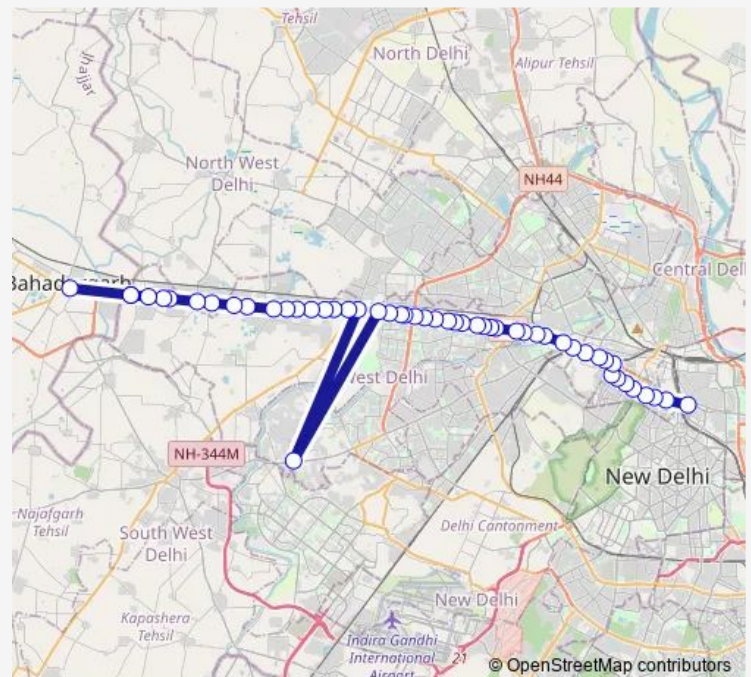 Tehsil
North Delhi
Alipur Tehsil
Jhajjar
North West
Delhi
NH44
Central Del
West Delhi
NH-344M
New Delhi
Najafgarh
Tehsil
South West
Delhi
Delhi Cantonment
New Delhi
Kapashera
Tehsil
Indira Gandhi
International
Airport
21
© OpenStreetMap contributors